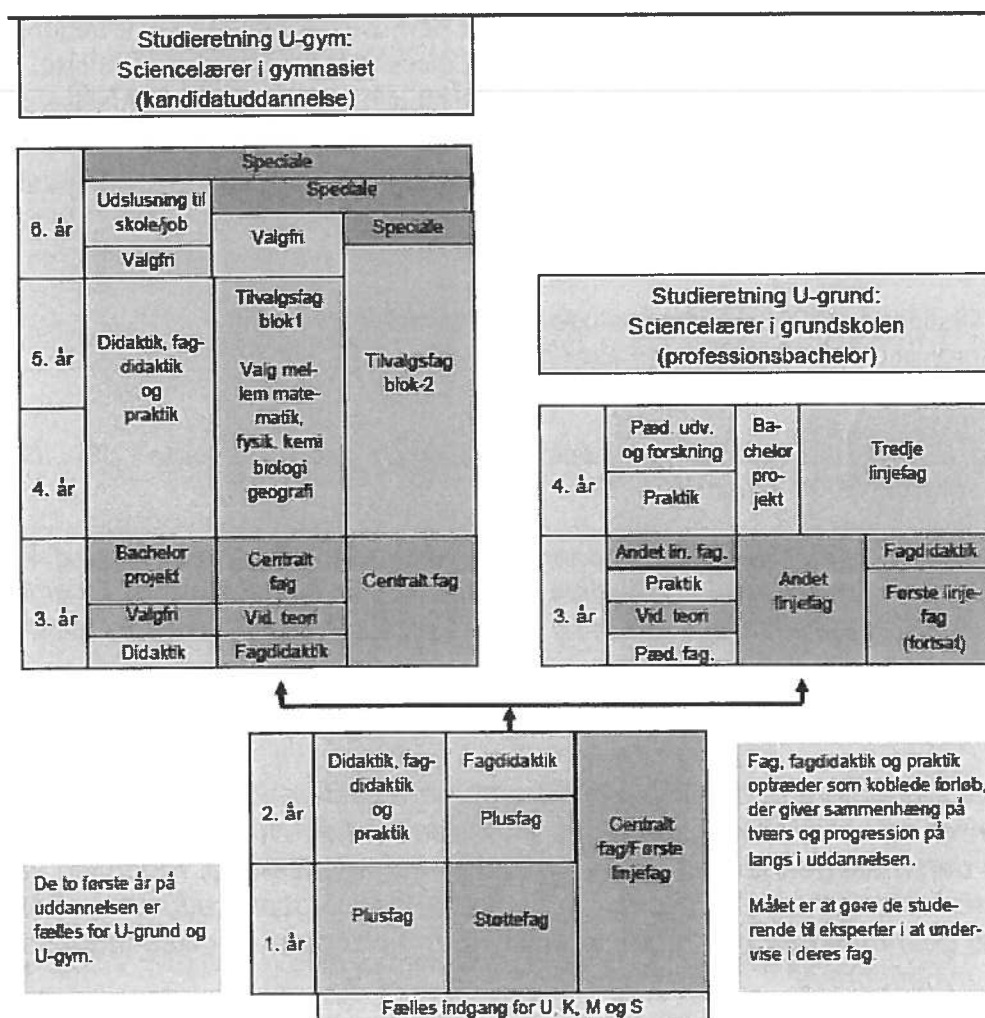 Studieretning U-gym:
Sciencelærer i gymnasiet
(kandidatuddannelse)
Speciale
6. år
Udslusning til
skole/job
Valgfri
Speciale
Valgfri
Speciale
5. år
4. år
Didaktik, fag-
didaktik
og
praktik
Tilvalgsfag
blok1
Valg mel-
lem mate-
matik,
fysik, kemi
biologi
geografi
Tilvalgsfag
blok-2
3. år
Bachelor
projekt
Valgfri
Didaktik
Centralt
fag
Vid. teori
Fagdidaktik
Centralt fag
Studieretning U-grund:
Sciencelærer i grundskolen
(professionsbachelor)
4. år
Pæd. udv.
og forskning
Praktik
Ba-
chelor
pro-
jekt
Tredje
linjefag
3. år
Andet lin. fag.
Praktik
Vid. teori
Pæd. fag.
Andet
linjefag
Fagdidaktik
Første linje-
fag
(fortsat)
2. år
Didaktik, fag-
didaktik
og
praktik
Fagdidaktik
Plusfag
Centralt
fag/Første
linjefag
1. år
Plusfag
Støttefag
Fælles indgang for U, K, M og S
De to første år på
uddannelsen er
fælles for U-grund og
U-gym.
Fag, fagdidaktik og praktik
optræder som koblede forløb,
der giver sammenhæng på
tværs og progression på
langs i uddannelsen.
Målet er at gøre de stude-
rende til eksperter i at under-
vise i deres fag.